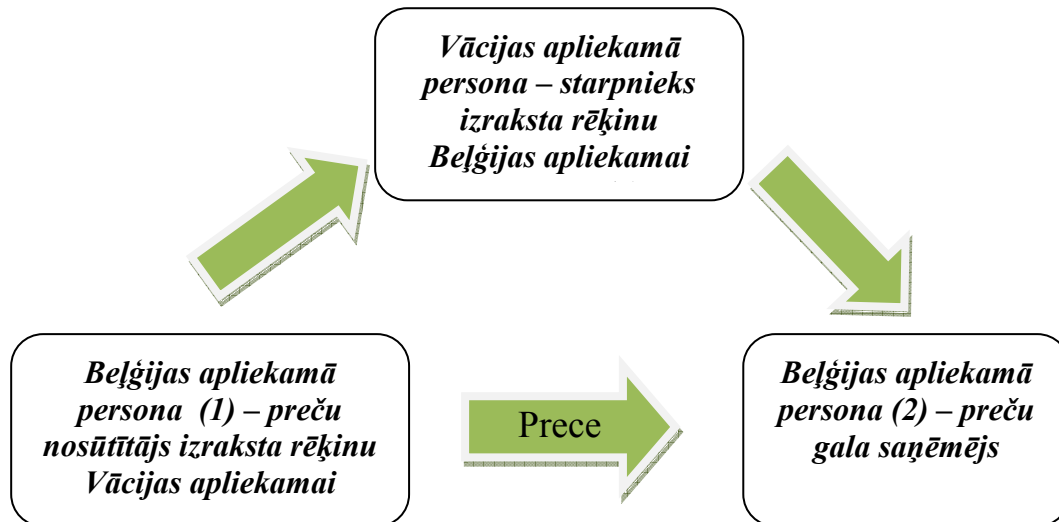 Vācijas apliekamā
persona – starpnieks
izraksta rēķinu
Beļģijas apliekamai
Beļģijas apliekamā
persona (1) – preču
nosūtītājs izraksta rēķinu
Vācijas apliekamai
Prece
Beļģijas apliekamā
persona (2) – preču
gala saņēmējs